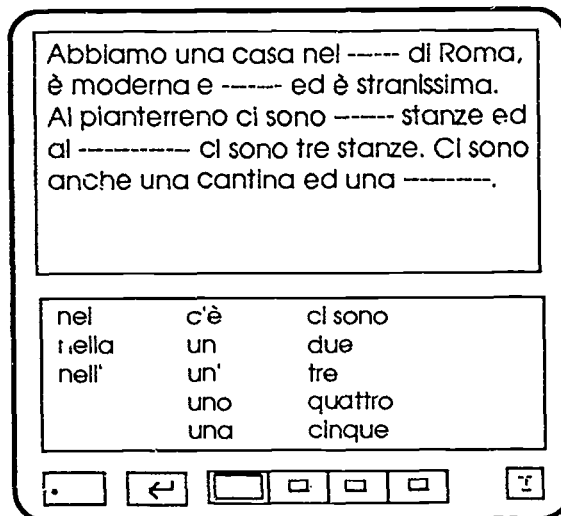 Abbiamo una casa nel ------ di Roma,
è moderna e ------- ed è stranissima.
Al pianterreno ci sono ------ stanze ed
al ----------- ci sono tre stanze. Ci sono
anche una cantina ed una ---------.
nel c'è ci sono
nella un due
nell' un' tre
uno quattro
una cinque